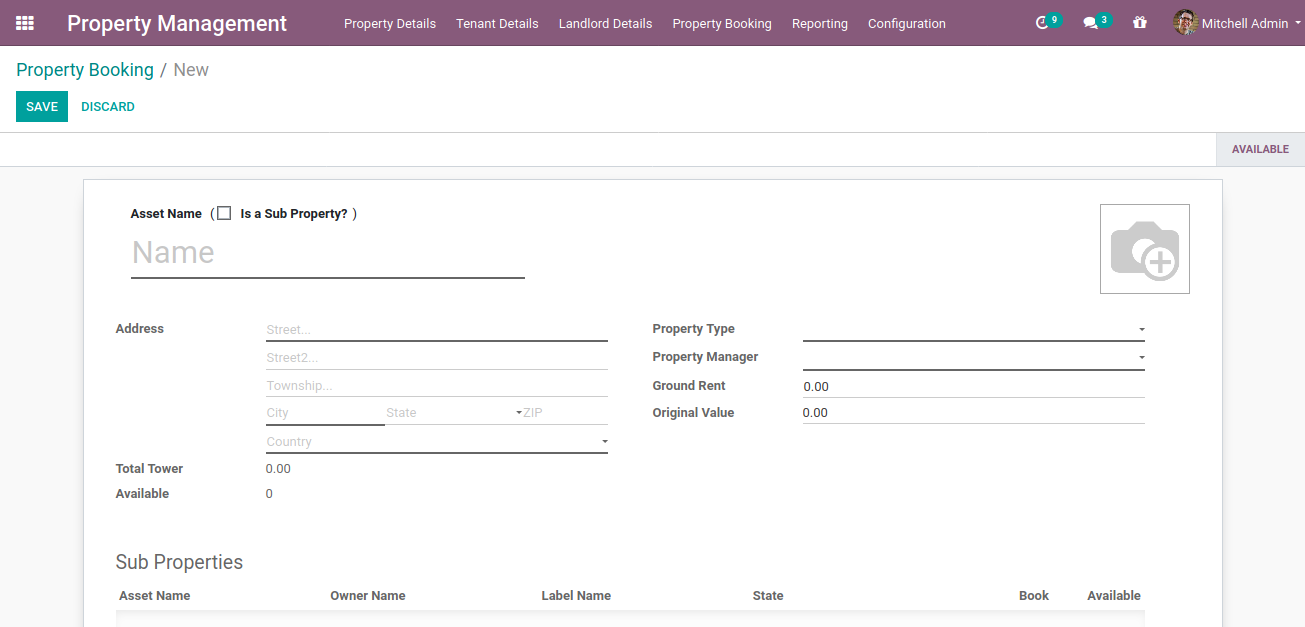 Property Management Property Details Tenant Details Landlord Details Property Booking Reporting Configuration 9 3 Mitchell Admin
Property Booking / New
SAVE DISCARD
AVAILABLE
Asset Name ( Is a Sub Property? )
Name
Address Street... Property Type
Street2... Property Manager
Township... Ground Rent 0.00
City State ZIP Original Value 0.00
Country
Total Tower 0.00
Available 0
Sub Properties
Asset Name Owner Name Label Name State Book Available